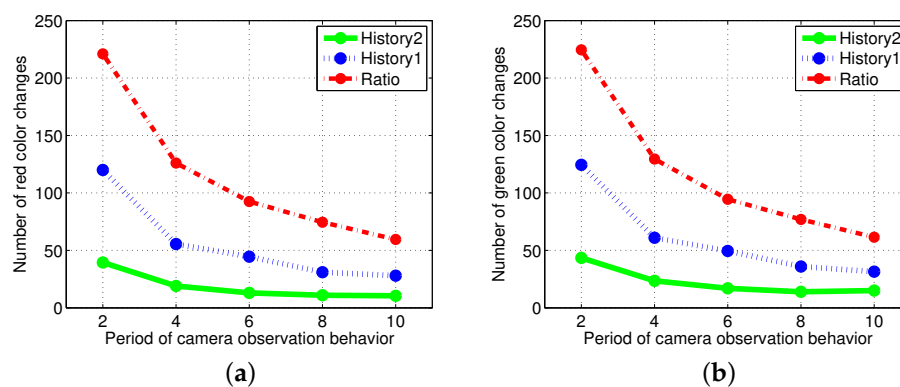 250
200
150
100
50
0
Number of red color changes
History2
History1
Ratio
2 4 6 8 10
Period of camera observation behavior
(a)
250
200
150
100
50
0
Number of green color changes
History2
History1
Ratio
2 4 6 8 10
Period of camera observation behavior
(b)